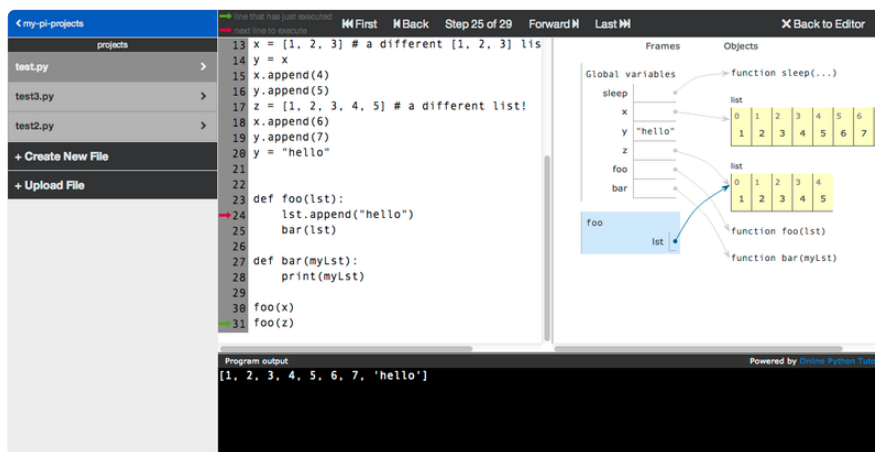 my-pi-projects
projects
test.py
test3.py
test2.py
+ Create New File
+ Upload File
line that has just executed
next line to execute
First
Back
Step 25 of 29
Forward
Last
Back to Editor
13 x = [1, 2, 3] # a different [1, 2, 3] lis
14 y = x
15 x.append(4)
16 y.append(5)
17 z = [1, 2, 3, 4, 5] # a different list!
18 x.append(6)
19 y.append(7)
20 y = "hello"
21
22
23 def foo(lst):
24 lst.append("hello")
25 bar(lst)
26
27 def bar(myLst):
28 print(myLst)
29
30 foo(x)
31 foo(z)
Frames
Objects
Global variables
sleep
x
y "hello"
z
foo
bar
foo
lst
function sleep(...)
list
0 1 2 3 4 5 6
1 2 3 4 5 6 7
list
0 1 2 3 4
1 2 3 4 5
function foo(lst)
function bar(myLst)
Program output
Powered by Online Python Tuto
[1, 2, 3, 4, 5, 6, 7, 'hello']